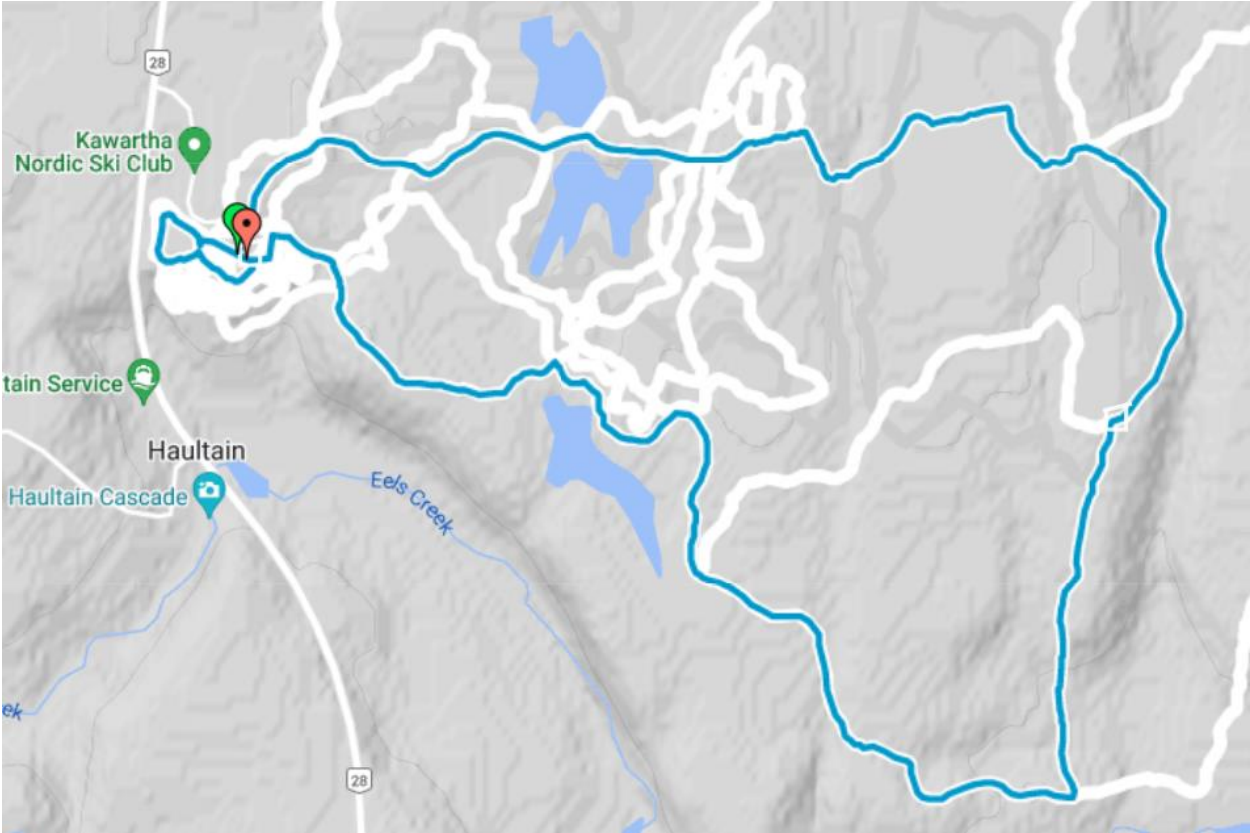 28
Kawartha
Nordic Ski Club
tain Service
Haultain
Haultain Cascade
Eels Creek
ek
28